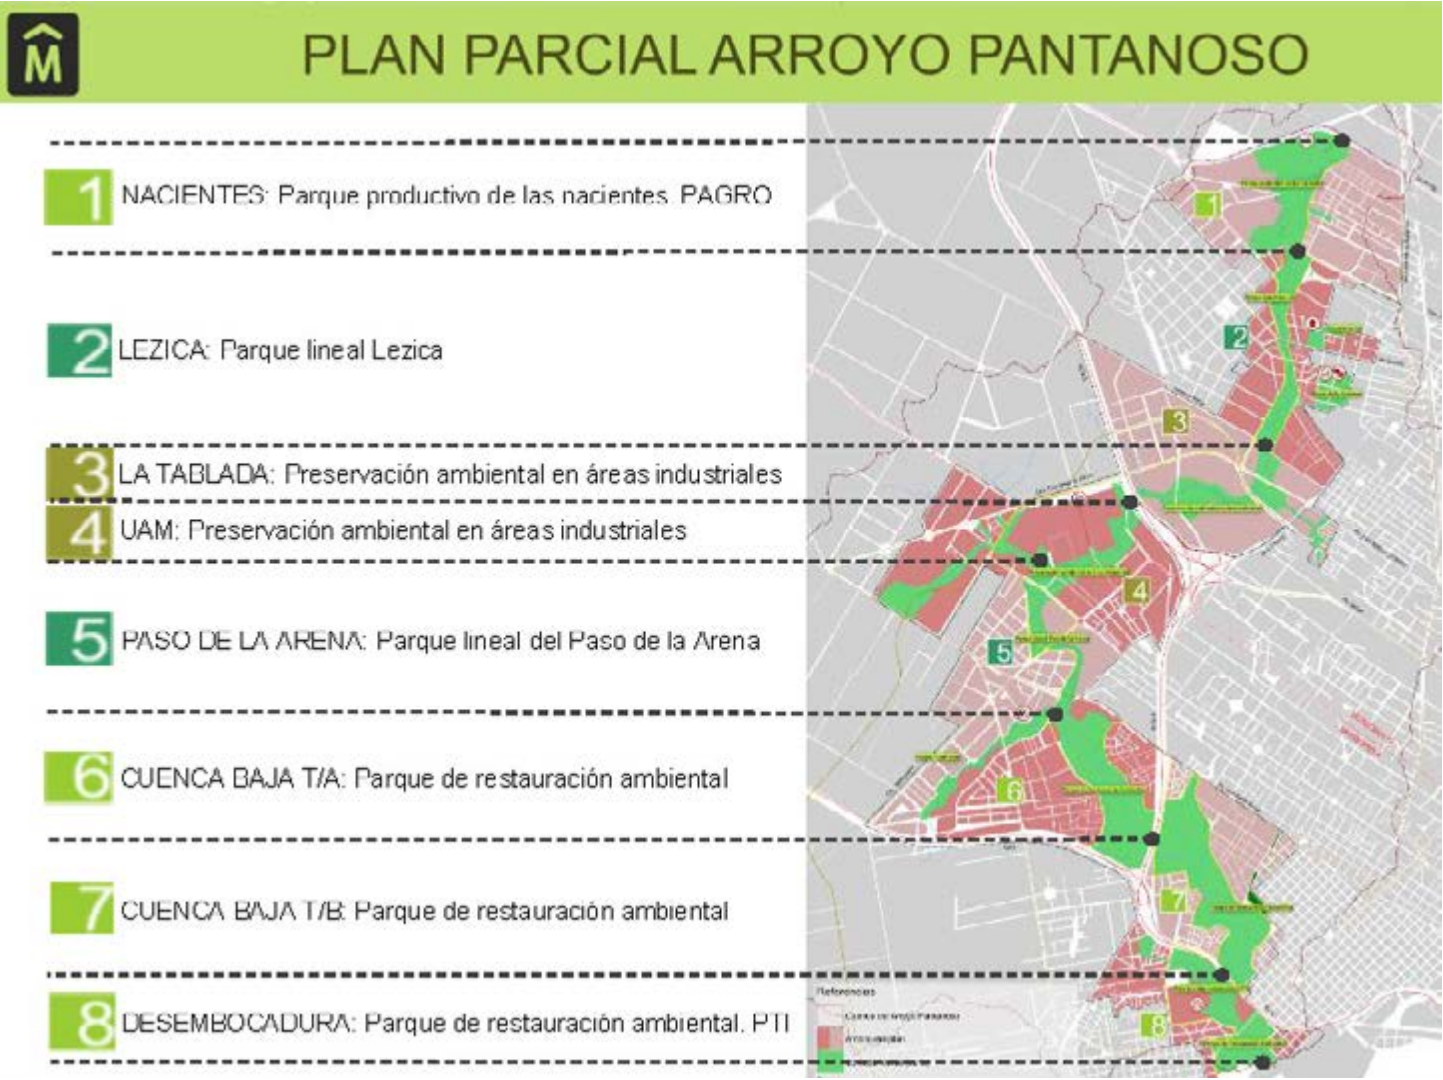 M
PLAN PARCIAL ARROYO PANTANOSO
1 NACIENTES: Parque productivo de las nacientes. PAGRO
2 LEZICA: Parque lineal Lezica
3 LA TABLADA: Preservación ambiental en áreas industriales
4 UAM: Preservación ambiental en áreas industriales
5 PASO DE LA ARENA: Parque lineal del Paso de la Arena
6 CUENCA BAJA T/A: Parque de restauración ambiental
7 CUENCA BAJA T/B: Parque de restauración ambiental
8 DESEMBOCADURA: Parque de restauración ambiental. PTI
1
2
3
4
5
6
7
8
Referencias